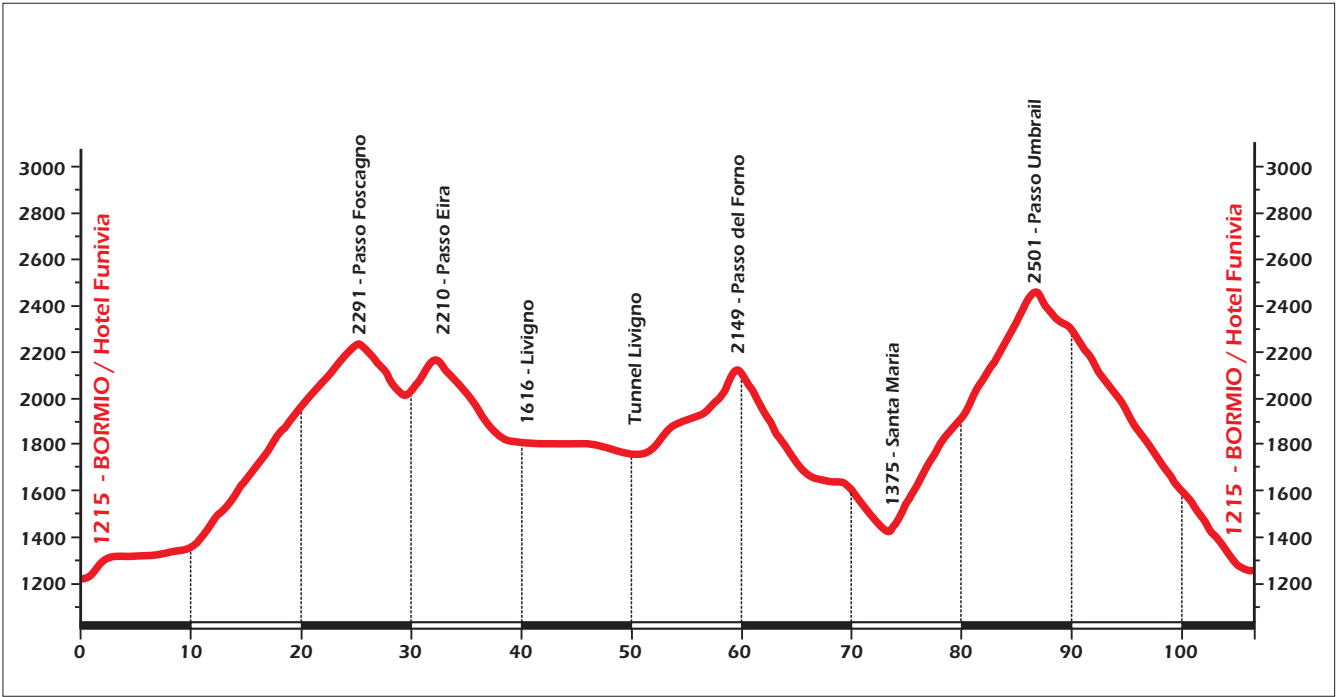 3000
2800
2600
2400
2200
2000
1800
1600
1400
1200
1215 - BORMIO / Hotel Funivia
2291 - Passo Foscagno
2210 - Passo Eira
1616 - Livigno
Tunnel Livigno
2149 - Passo del Forno
1375 - Santa Maria
2501 - Passo Umbrail
1215 - BORMIO / Hotel Funivia
3000
2800
2600
2400
2200
2000
1800
1600
1400
1200
0 10 20 30 40 50 60 70 80 90 100